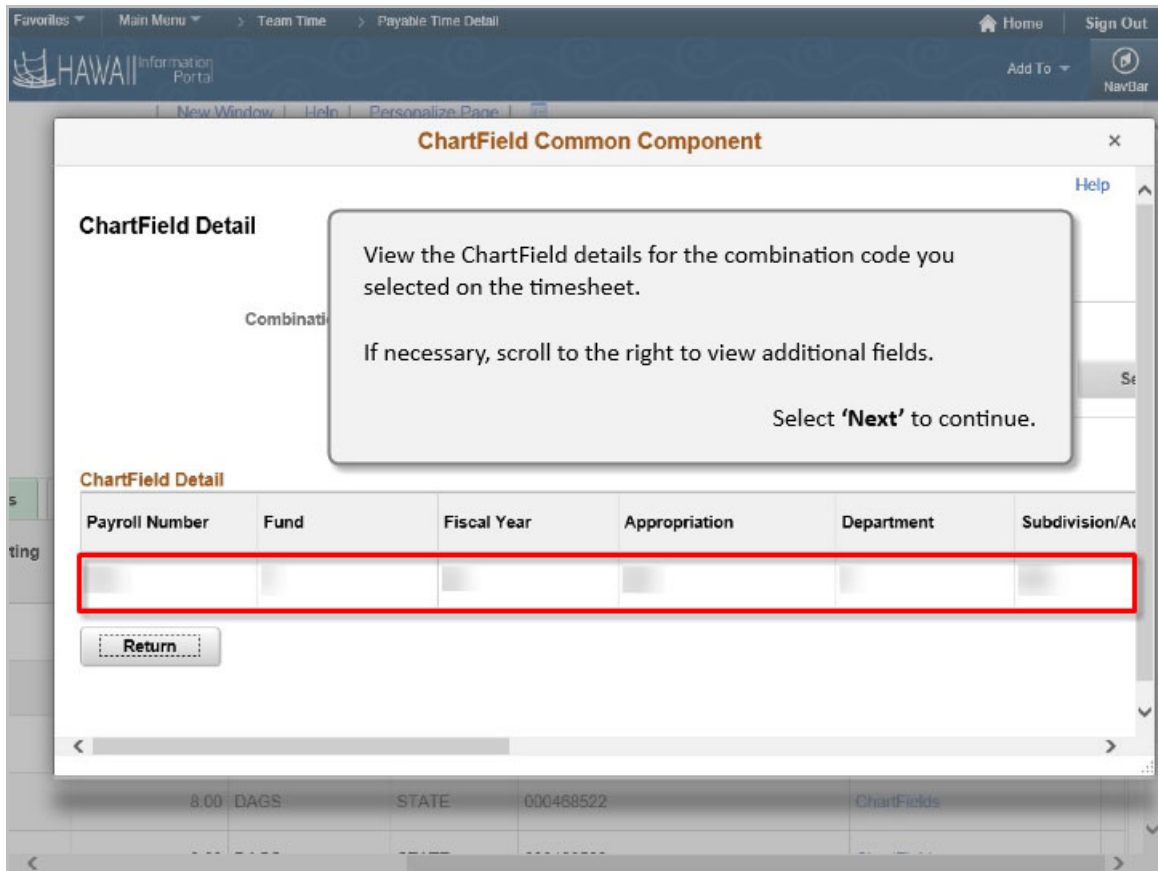 Favorites Main Menu > Team Time > Payable Time Detail Home Sign Out
HAWAII Information Portal Add To
NavBar
New Window | Help | Personalize Page |
ChartField Common Component ×
Help
ChartField Detail
View the ChartField details for the combination code you
selected on the timesheet.
Combinati
If necessary, scroll to the right to view additional fields.
Se
Select ‘Next’ to continue.
ChartField Detail
s
Payroll Number Fund Fiscal Year Appropriation Department Subdivision/Ac
ting
Return
8.00 DAGS STATE 000468522 ChartFields